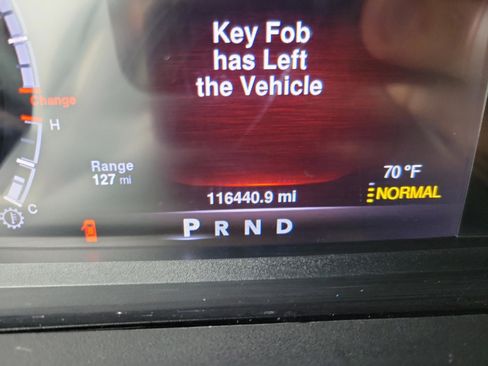 Key Fob
has Left
the Vehicle
Change
H
Range
127 mi
70 °F
116440.9 mi
NORMAL
C
P R N D